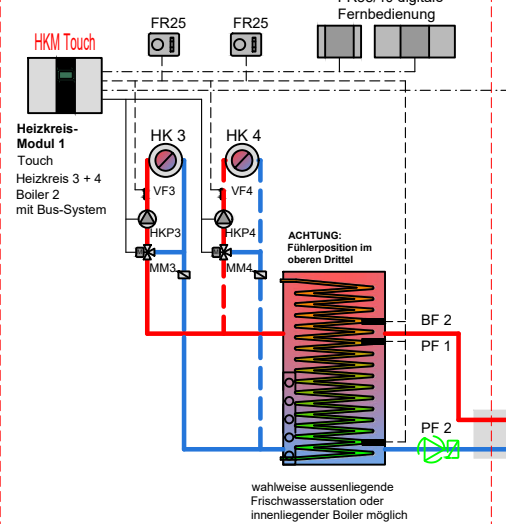 digitale
Fernbedienung
FR25
FR25
HKM Touch
Heizkreis-
Modul 1
Touch
Heizkreis 3 + 4
Boiler 2
mit Bus-System
HK 3
HK 4
VF3
VF4
HKP3
HKP4
MM3
MM4
ACHTUNG:
Fühlerposition im
oberen Drittel
BF 2
PF 1
PF 2
wahlweise aussenliegende
Frischwasserstation oder
innenliegender Boiler möglich